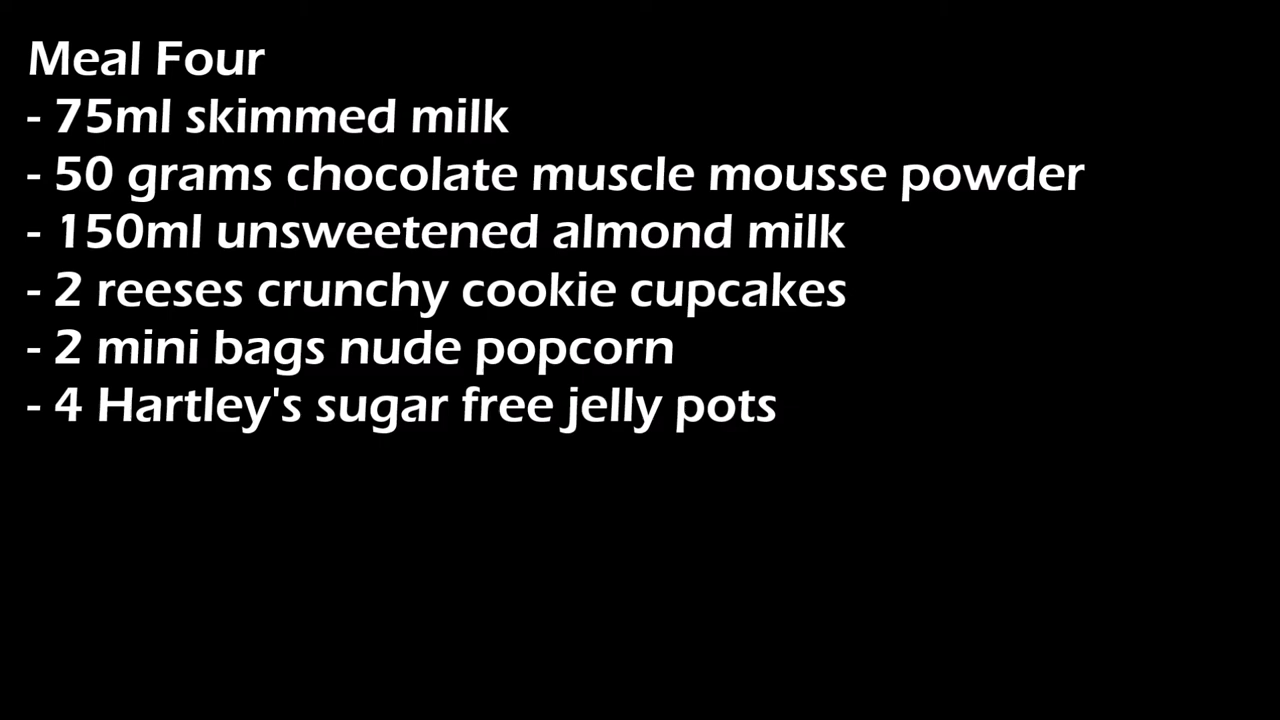 Meal Four
- 75ml skimmed milk
- 50 grams chocolate muscle mousse powder
- 150ml unsweetened almond milk
- 2 reeses crunchy cookie cupcakes
- 2 mini bags nude popcorn
- 4 Hartley's sugar free jelly pots